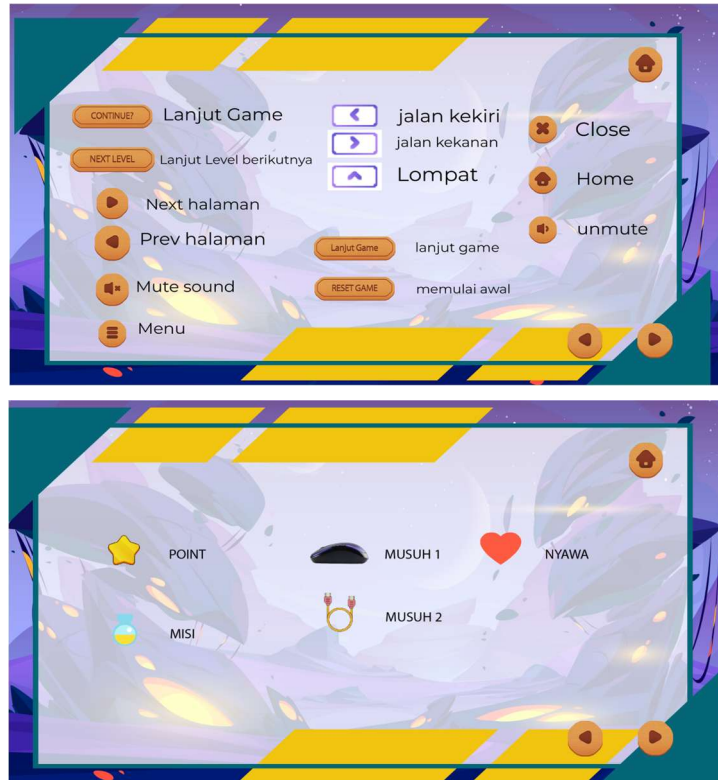 CONTINUE? Lanjut Game
NEXT LEVEL Lanjut Level berikutnya
Next halaman
Prev halaman
Mute sound
Menu
jalan kekiri
jalan kekanan
Lompat
Lanjut Game lanjut game
RESET GAME memulai awal
Close
Home
unmute
POINT
MISI
MUSUH 1
MUSUH 2
NYAWA